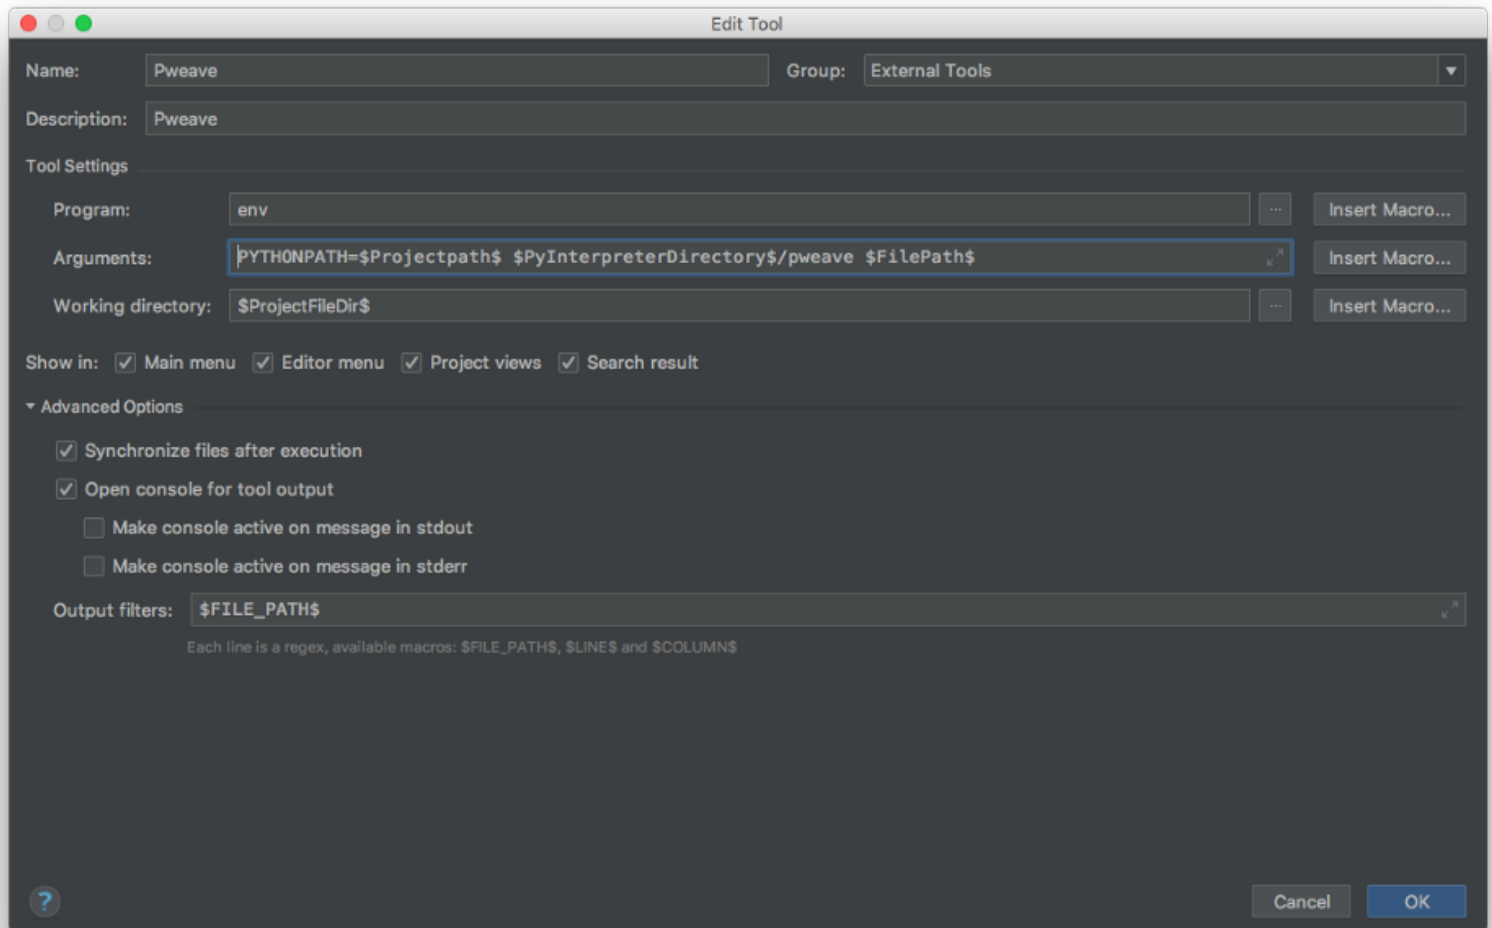 Edit Tool
Name: Pweave Group: External Tools
Description: Pweave
Tool Settings
Program: env ... Insert Macro...
Arguments: PYTHONPATH=$Projectpath$ $PyInterpreterDirectory$/pweave $FilePath$ Insert Macro...
Working directory: $ProjectFileDir$ ... Insert Macro...
Show in: Main menu Editor menu Project views Search result
Advanced Options
Synchronize files after execution
Open console for tool output
Make console active on message in stdout
Make console active on message in stderr
Output filters: $FILE_PATH$
Each line is a regex, available macros: $FILE_PATH$, $LINE$ and $COLUMN$
? Cancel OK